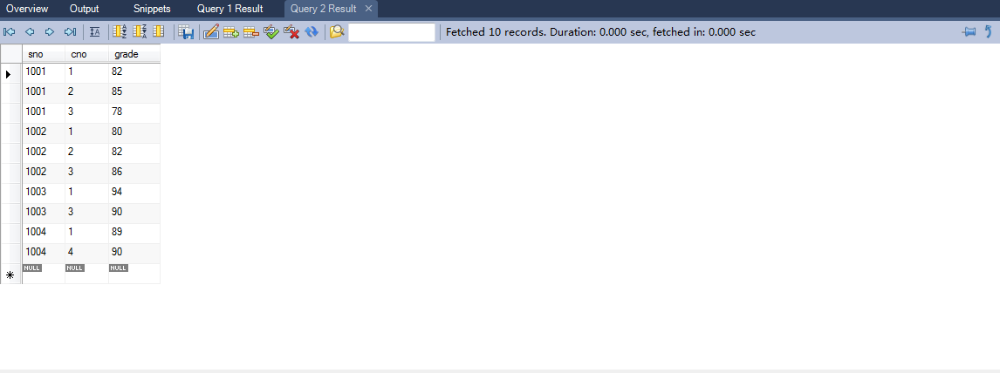 Overview Output Snippets Query 1 Result Query 2 Result
Fetched 10 records. Duration: 0.000 sec, fetched in: 0.000 sec
sno cno grade
1001 1 82
1001 2 85
1001 3 78
1002 1 80
1002 2 82
1002 3 86
1003 1 94
1003 3 90
1004 1 89
1004 4 90
NULL NULL NULL